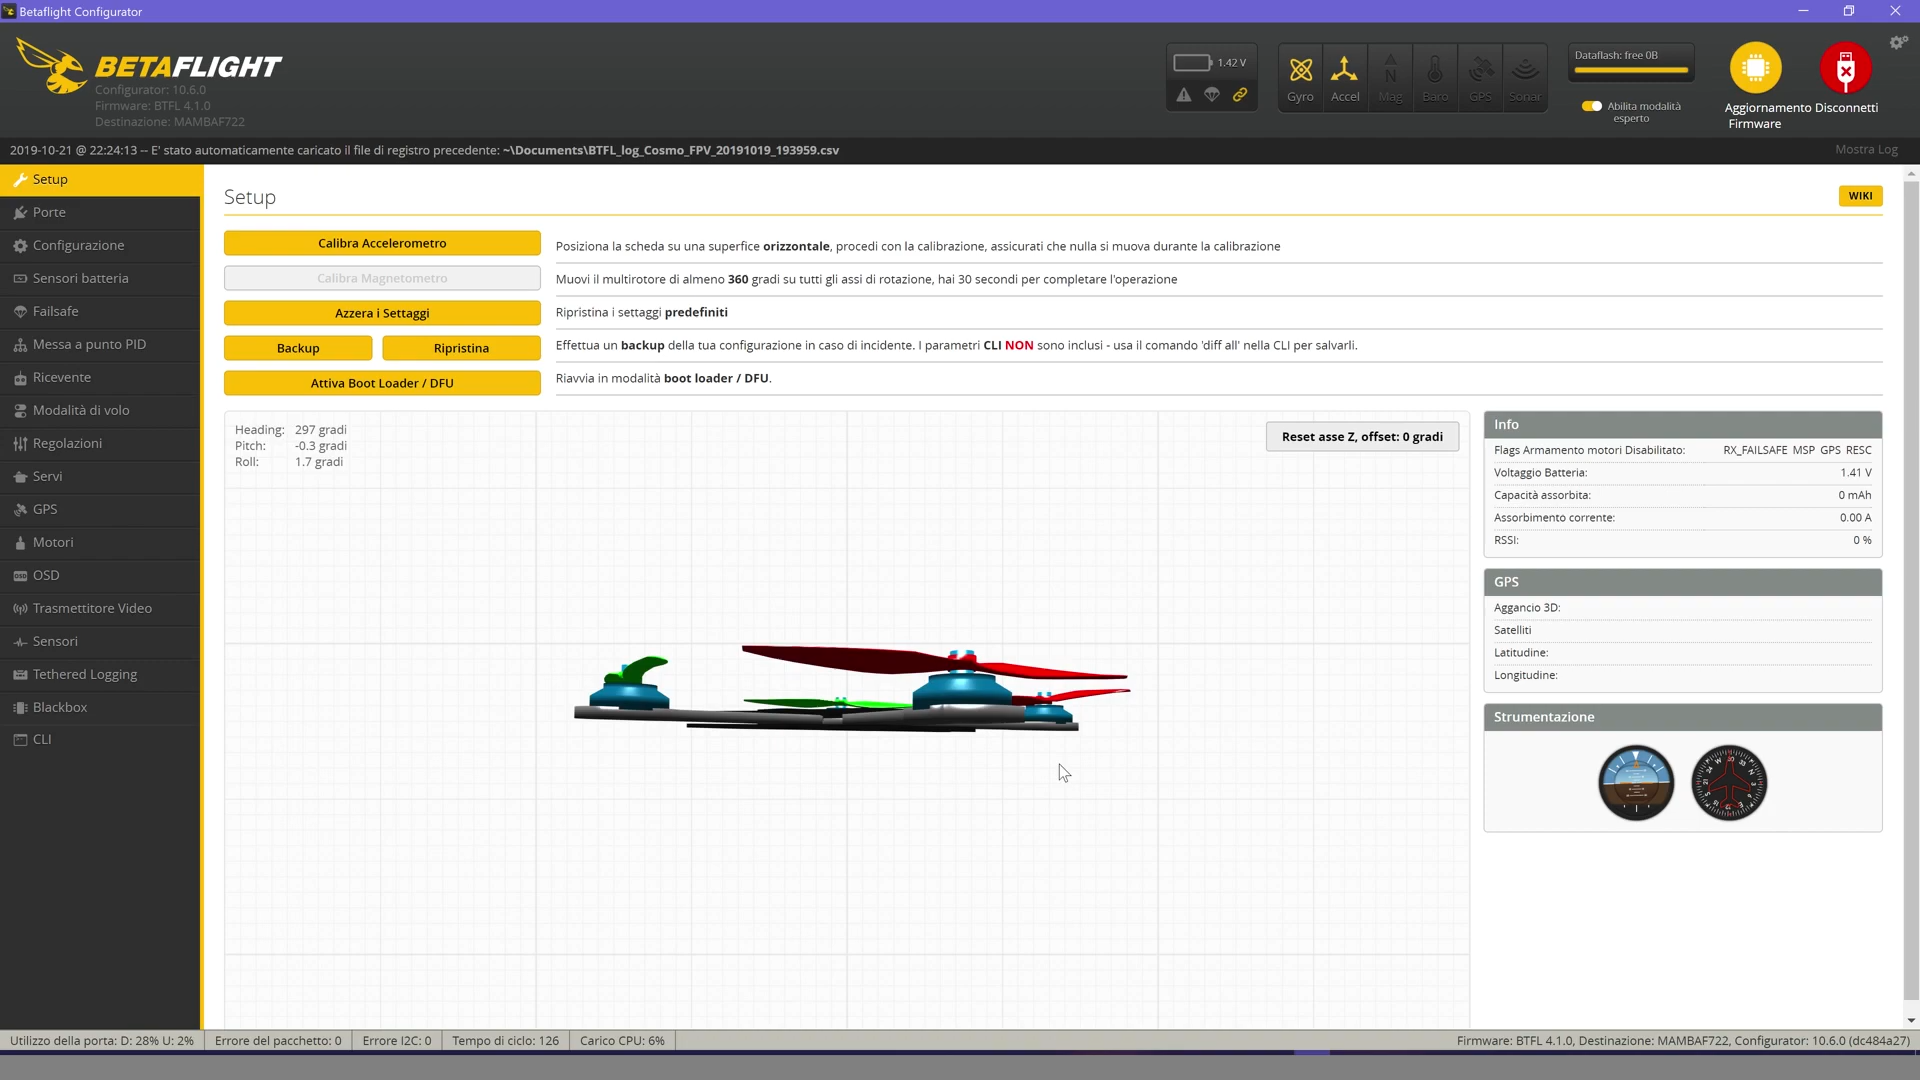 Betaflight Configurator
BETAFLIGHT
Configurator: 10.6.0
Firmware: BTFL 4.1.0
Destinazione: MAMBAF722
1.42 V
Gyro
Accel
Mag
Baro
GPS
Sonar
Dataflash: free 0B
Abilita modalità
esperto
Aggiornamento
Firmware
Disconnetti
2019-10-21 @ 22:24:13 -- E' stato automaticamente caricato il file di registro precedente: ~\Documents\BTFL_log_Cosmo_FPV_20191019_193959.csv
Mostra Log
Setup
Porte
Configurazione
Sensori batteria
Failsafe
Messa a punto PID
Ricevente
Modalità di volo
Regolazioni
Servi
GPS
Motori
OSD
Trasmettitore Video
Sensori
Tethered Logging
Blackbox
CLI
Setup
WIKI
Calibra Accelerometro
Posiziona la scheda su una superfice orizzontale, procedi con la calibrazione, assicurati che nulla si muova durante la calibrazione
Calibra Magnetometro
Muovi il multirotore di almeno 360 gradi su tutti gli assi di rotazione, hai 30 secondi per completare l'operazione
Azzera i Settaggi
Ripristina i settaggi predefiniti
Backup
Ripristina
Effettua un backup della tua configurazione in caso di incidente. I parametri CLI NON sono inclusi - usa il comando 'diff all' nella CLI per salvarli.
Attiva Boot Loader / DFU
Riavvia in modalità boot loader / DFU.
Heading: 297 gradi
Pitch: -0.3 gradi
Roll: 1.7 gradi
Reset asse Z, offset: 0 gradi
Info
Flags Armamento motori Disabilitato: RX_FAILSAFE MSP GPS RESC
Voltaggio Batteria: 1.41 V
Capacità assorbita: 0 mAh
Assorbimento corrente: 0.00 A
RSSI: 0 %
GPS
Aggancio 3D:
Satelliti
Latitudine:
Longitudine:
Strumentazione
Utilizzo della porta: D: 28% U: 2%
Errore del pacchetto: 0
Errore I2C: 0
Tempo di ciclo: 126
Carico CPU: 6%
Firmware: BTFL 4.1.0, Destinazione: MAMBAF722, Configurator: 10.6.0 (dc484a27)